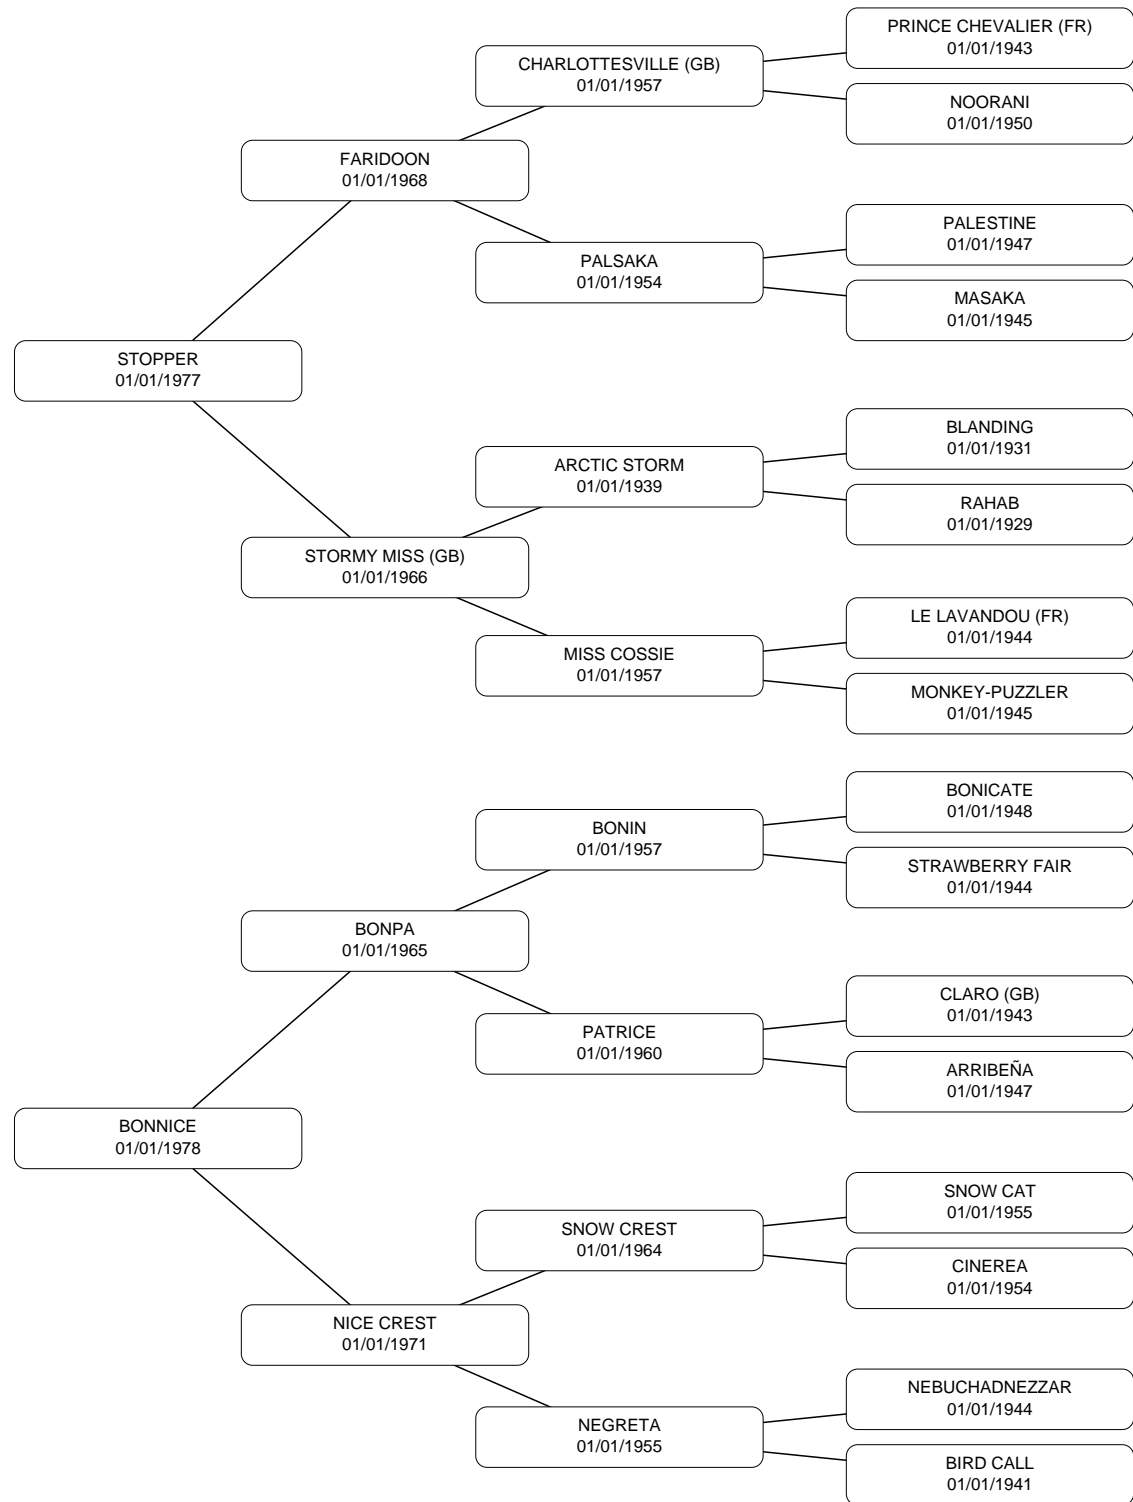 PRINCE CHEVALIER (FR)
01/01/1943
CHARLOTTESVILLE (GB)
01/01/1957
NOORANI
01/01/1950
FARIDOON
01/01/1968
PALESTINE
01/01/1947
PALSAKA
01/01/1954
MASAKA
01/01/1945
STOPPER
01/01/1977
BLANDING
01/01/1931
ARCTIC STORM
01/01/1939
RAHAB
01/01/1929
STORMY MISS (GB)
01/01/1966
LE LAVANDOU (FR)
01/01/1944
MISS COSSIE
01/01/1957
MONKEY-PUZZLER
01/01/1945
BONICATE
01/01/1948
BONIN
01/01/1957
STRAWBERRY FAIR
01/01/1944
BONPA
01/01/1965
CLARO (GB)
01/01/1943
PATRICE
01/01/1960
ARRIBEÑA
01/01/1947
BONNICE
01/01/1978
SNOW CAT
01/01/1955
SNOW CREST
01/01/1964
CINEREA
01/01/1954
NICE CREST
01/01/1971
NEBUCHADNEZZAR
01/01/1944
NEGRETA
01/01/1955
BIRD CALL
01/01/1941